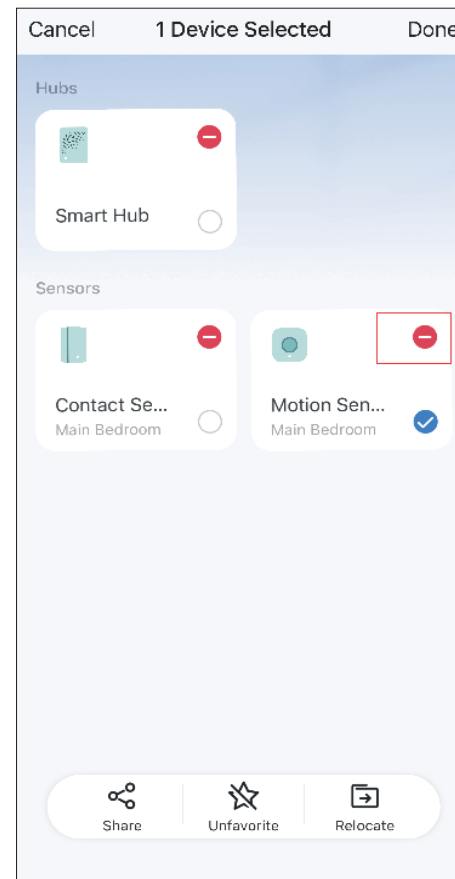 Cancel 1 Device Selected Done
Hubs
Smart Hub
Sensors
Contact Se... Motion Sen...
Main Bedroom Main Bedroom
Share Unfavorite Relocate